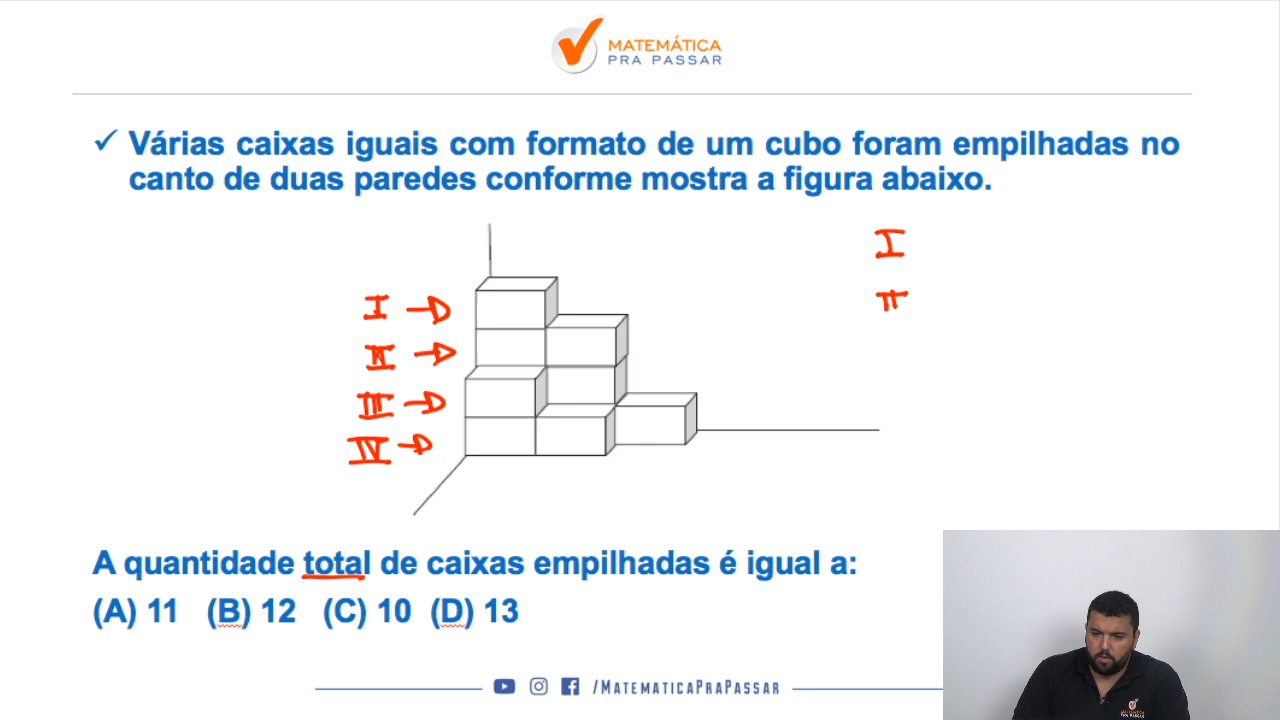 MATEMÁTICA
PRA PASSAR
Várias caixas iguais com formato de um cubo foram empilhadas no
canto de duas paredes conforme mostra a figura abaixo.
I
II
I
II
III
IV
A quantidade total de caixas empilhadas é igual a:
(A) 11 (B) 12 (C) 10 (D) 13
/MATEMATICAPRAPASSAR